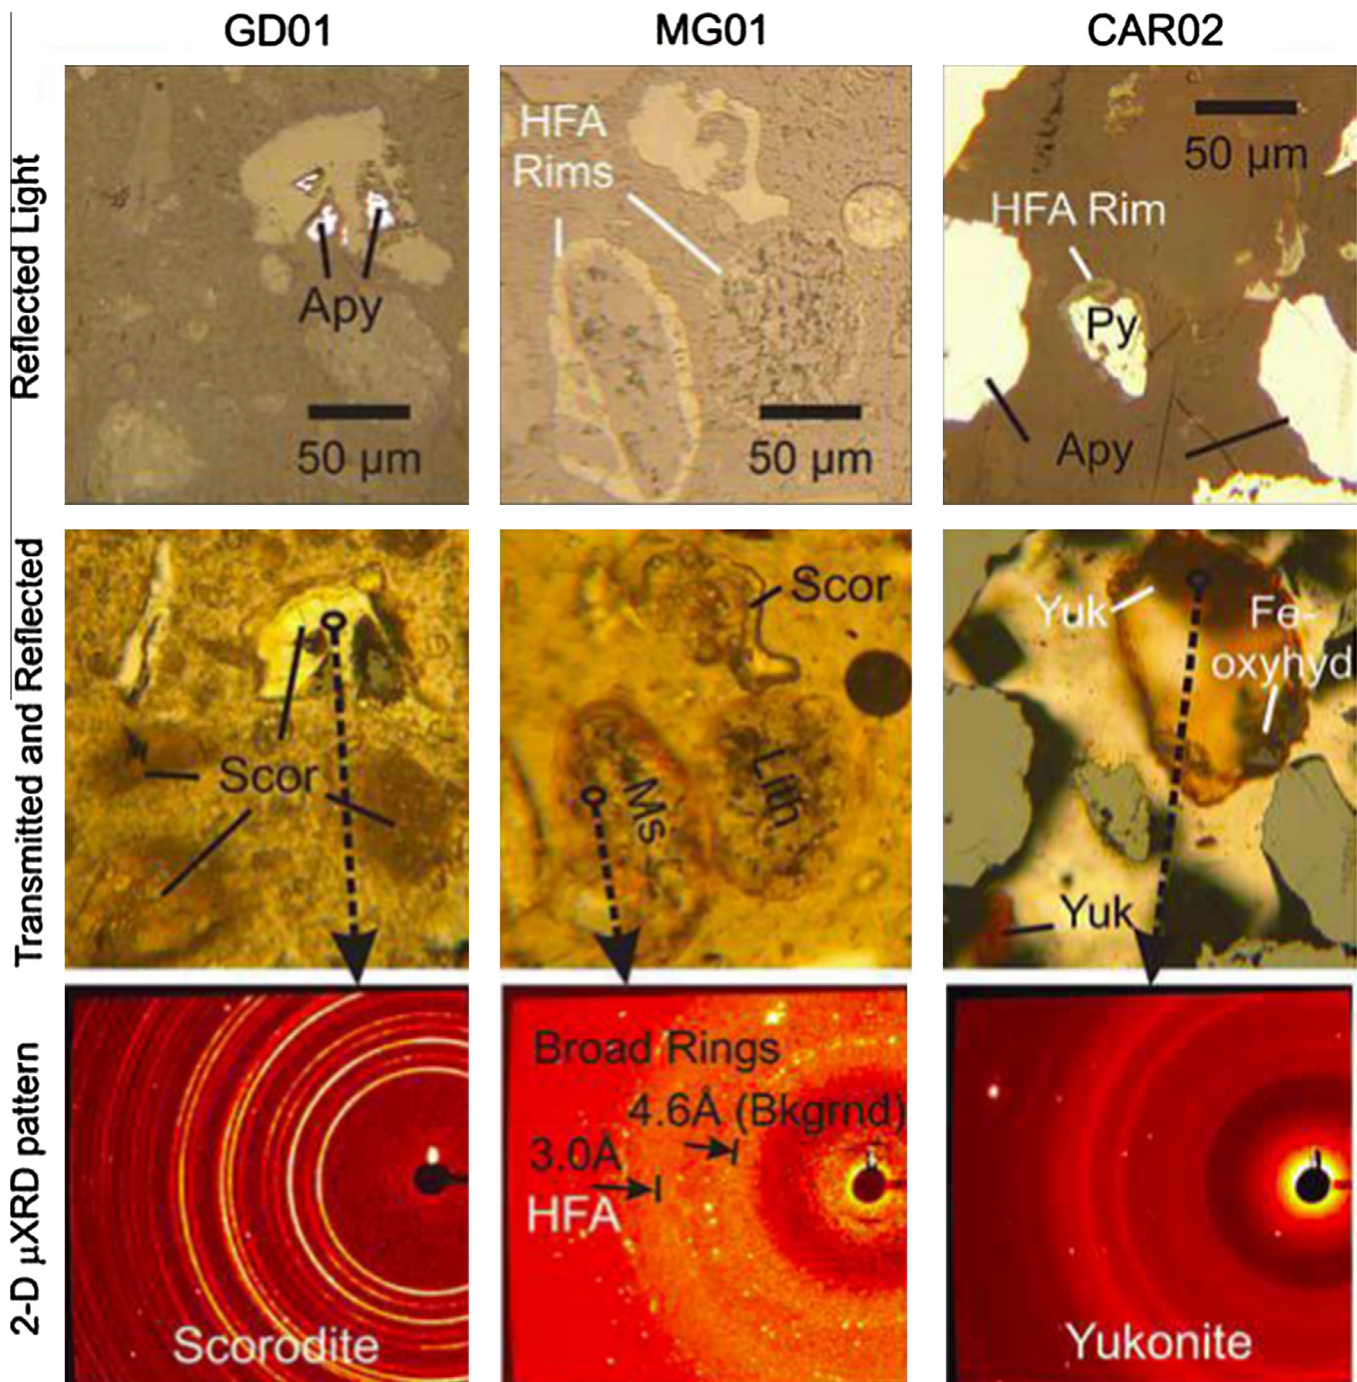 GD01
MG01
CAR02
Reflected Light
Apy
50 µm
HFA
Rims
50 µm
50 µm
HFA Rim
Py
Apy
Transmitted and Reflected
Scor
Scor
Ms
Lith
Yuk
Fe-
oxyhyd
Yuk
2-D µXRD pattern
Scorodite
Broad Rings
4.6Å (Bkgrnd)
3.0Å
HFA
Yukonite